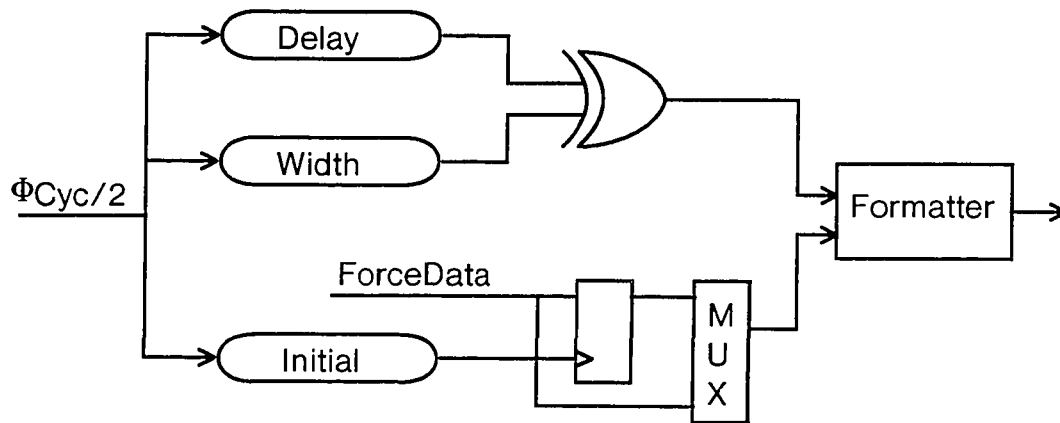 Delay
Width
ΦCyc/2
Formatter
ForceData
Initial
M
U
X